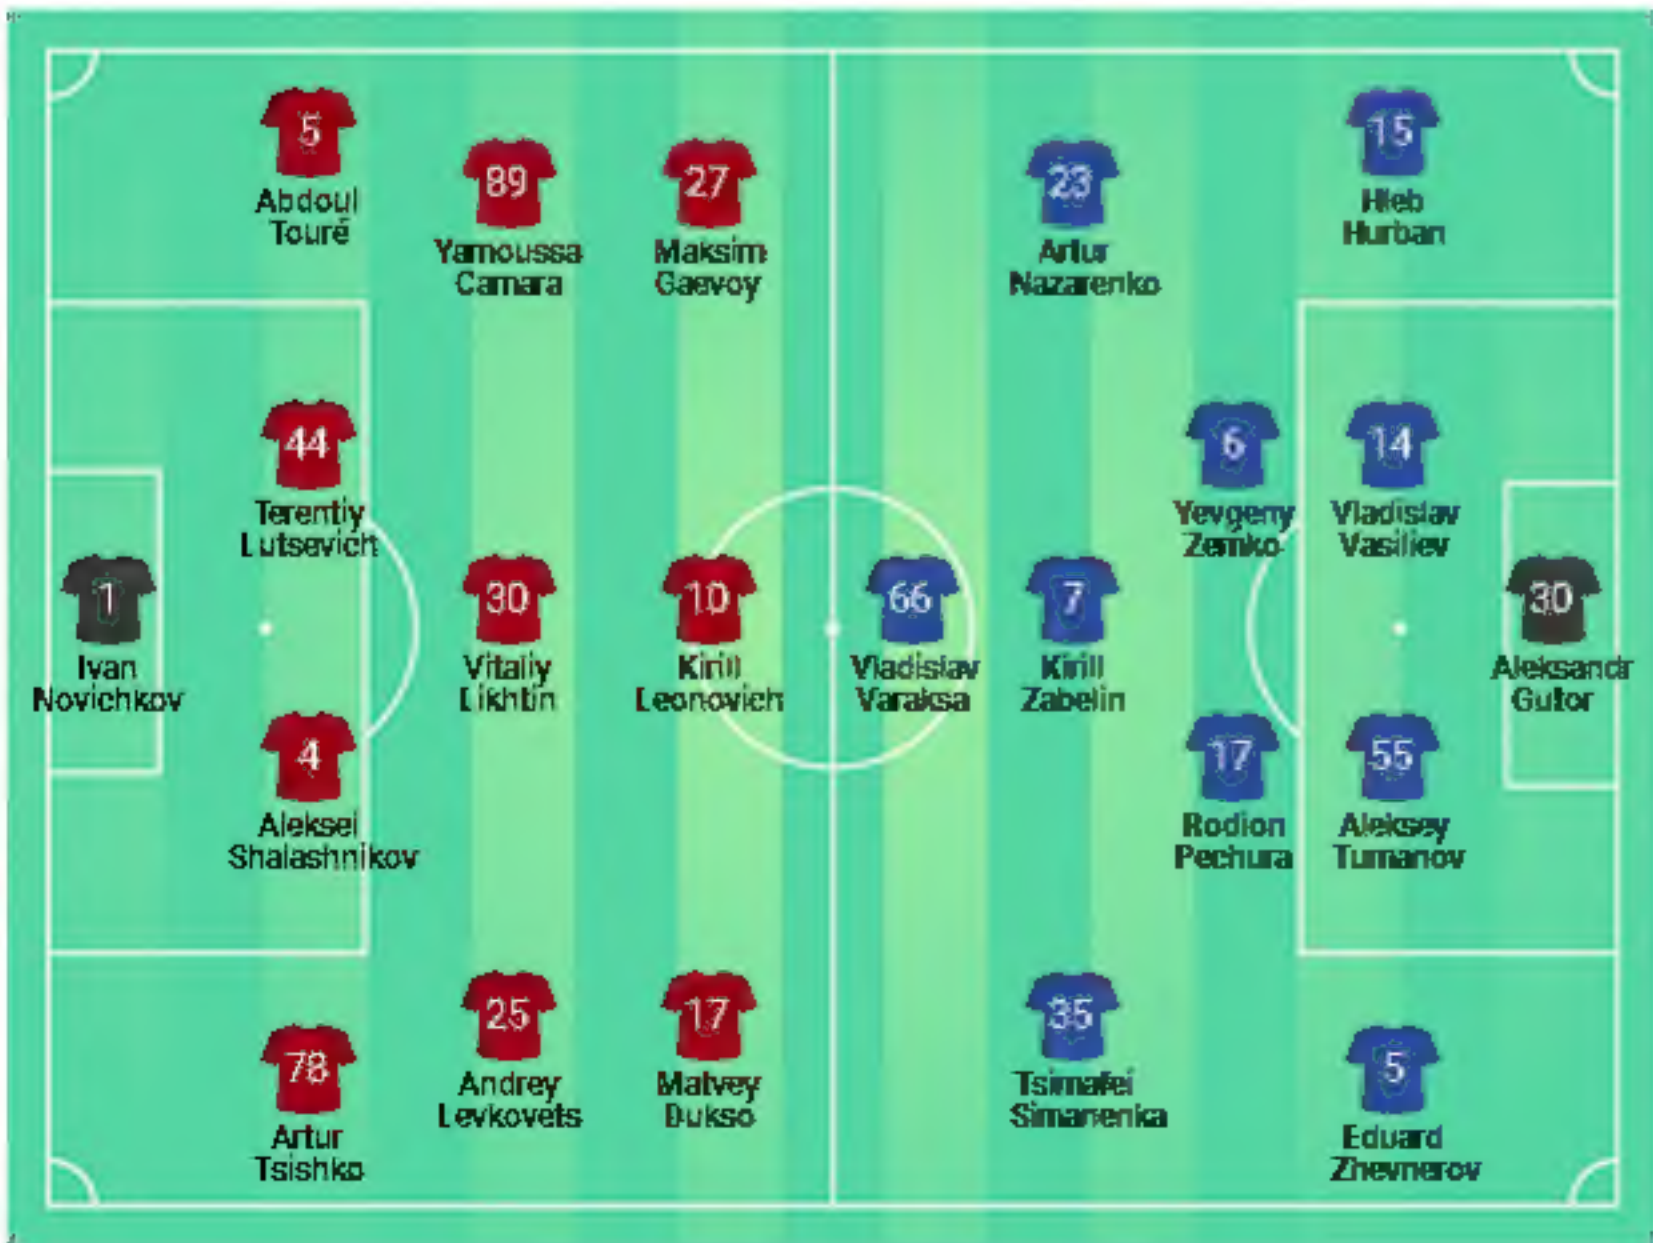 5
Abdoul
Touré
89
Yamoussa
Camara
27
Maksim
Gaevoy
23
Artur
Nazarenko
15
Hleb
Hurban
44
Terentiy
Lutsevich
6
Yevgeny
Zemko
14
Vladislav
Vasiliev
1
Ivan
Novichkov
30
Vitaliy
Likhtin
10
Kirill
Leonovich
66
Vladislav
Varaksa
7
Kirill
Zabelin
30
Aleksandr
Gutor
4
Aleksei
Shalashnikov
17
Rodion
Pechura
55
Aleksey
Tumanov
78
Artur
Tsishko
25
Andrey
Levkovets
17
Matvey
Dukso
35
Tsimafei
Simanenka
5
Eduard
Zhevnerov